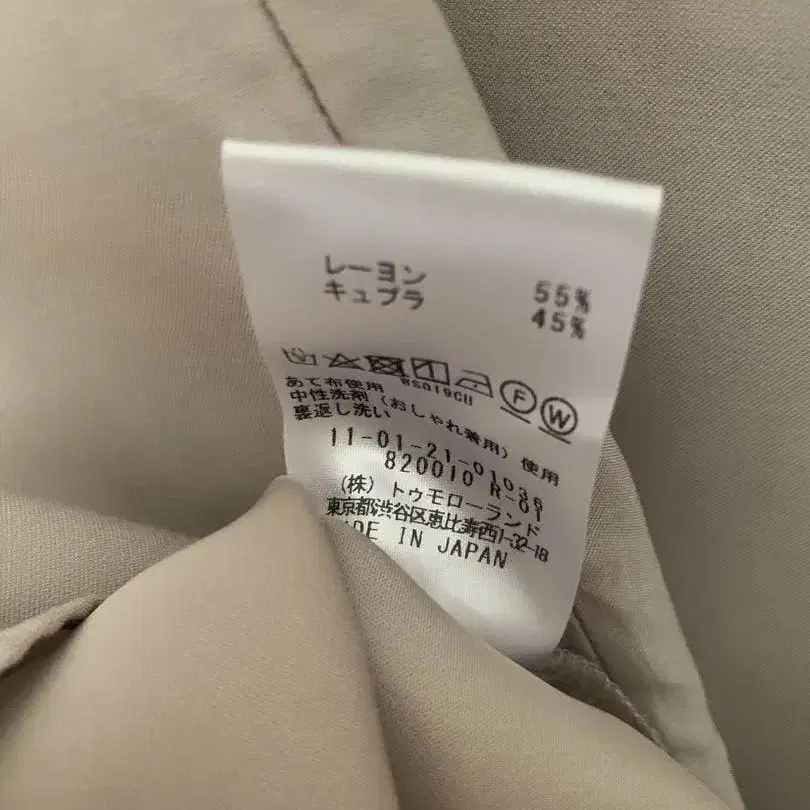 レーヨン 55%
キュプラ 45%
F W
あて布使用
中性洗剤(おしゃれ着用)使用
裏返し洗い
11-01-21-01036
820010 R-01
(株)トゥモローランド
東京都渋谷区恵比寿西1-32-18
DE IN JAPAN